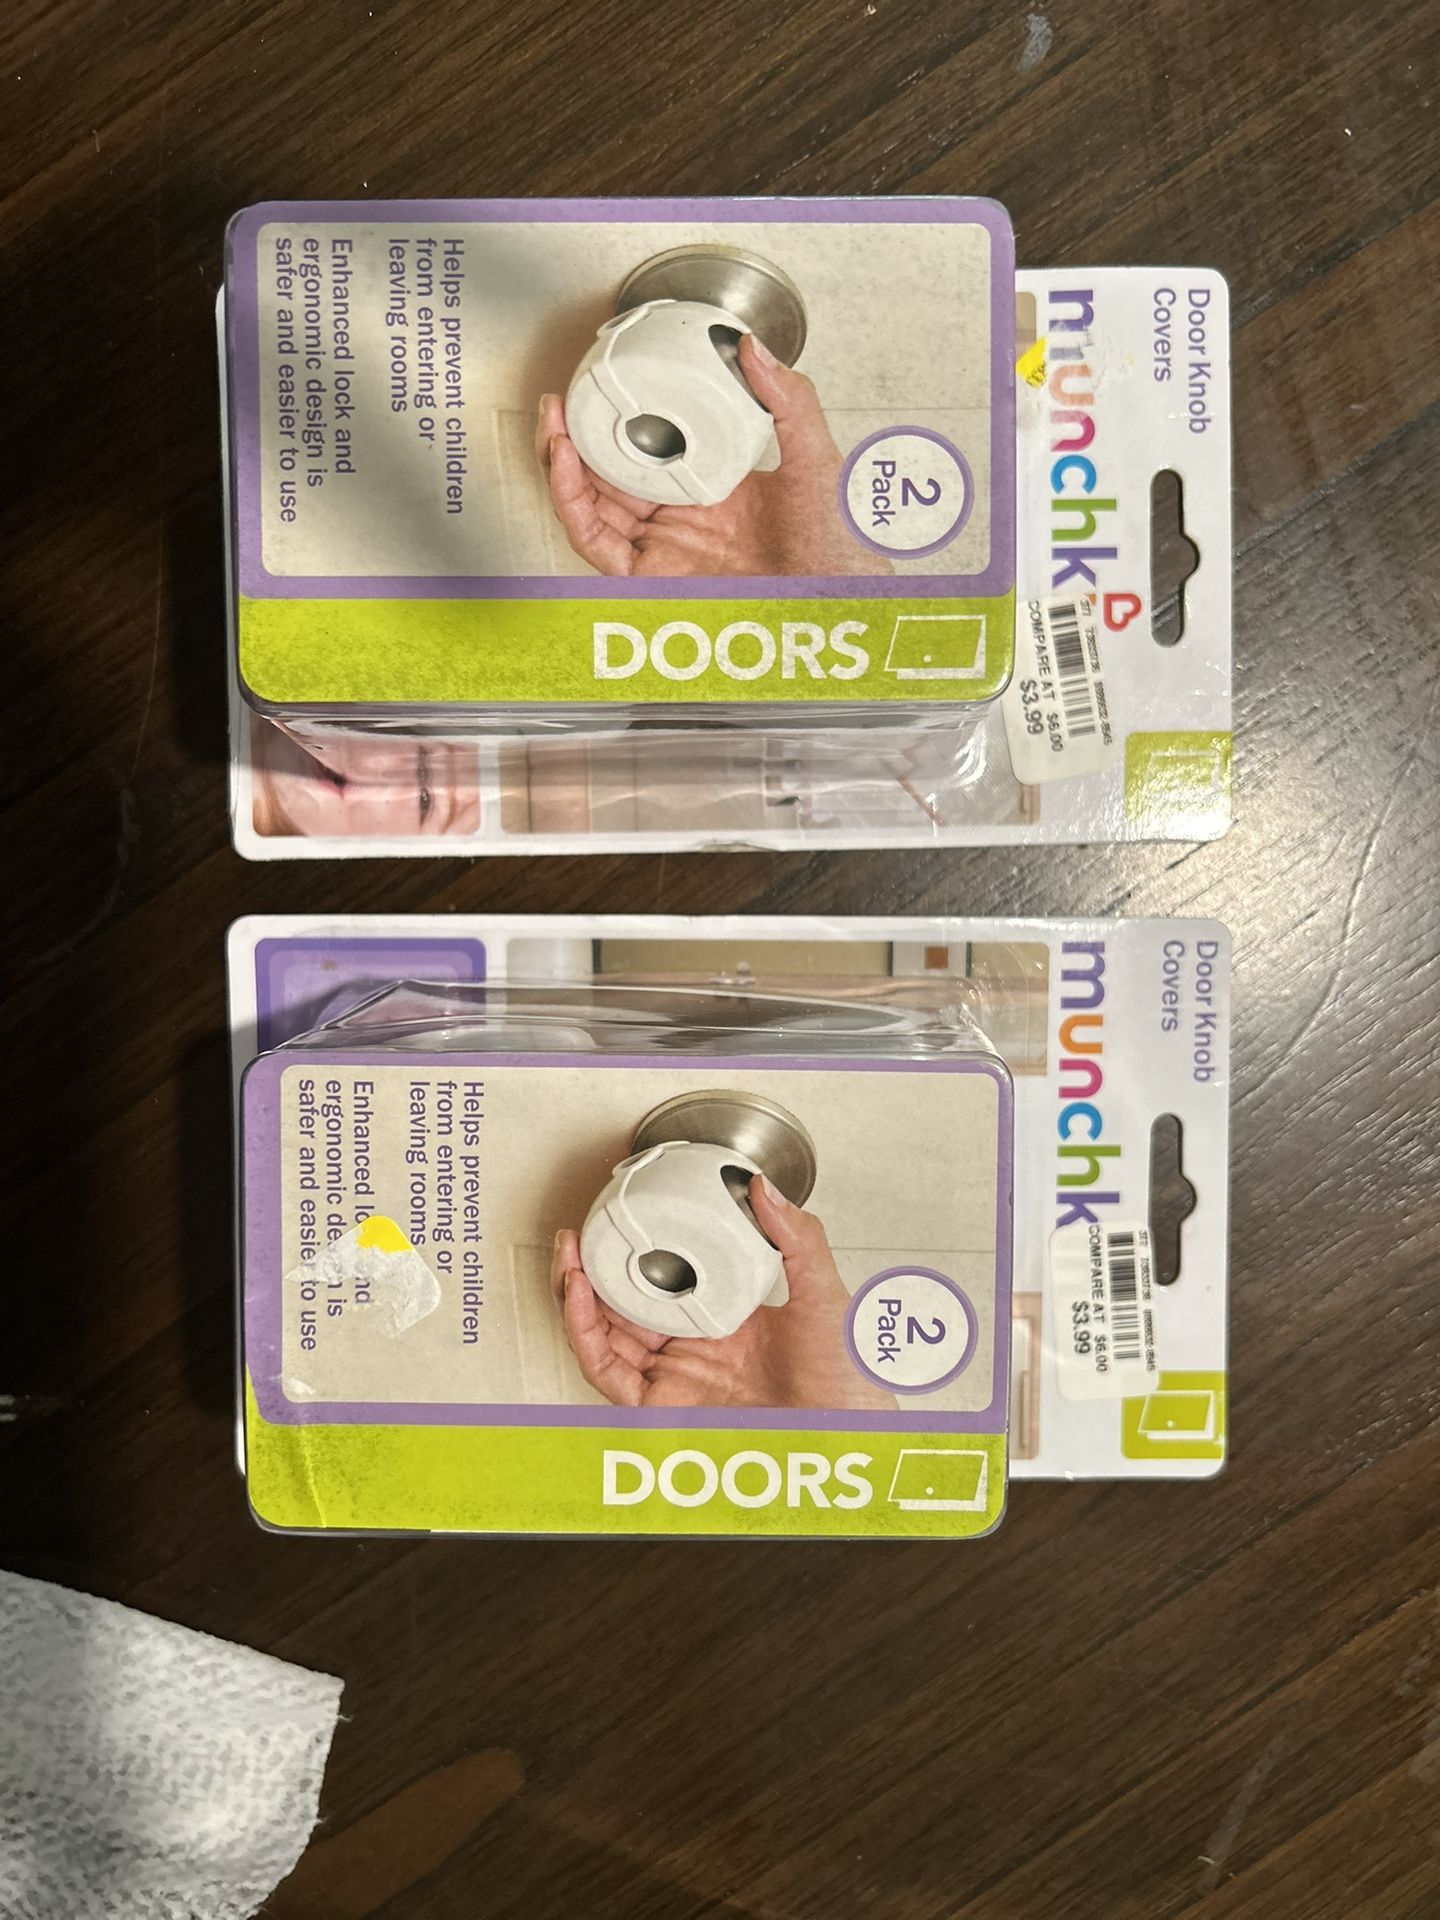 Door Knob
Covers
munchk
COMPARE AT $6.00
$3.99
2
Pack
Helps prevent children
from entering or
leaving rooms
Enhanced lock and
ergonomic design is
safer and easier to use
DOORS
Door Knob
Covers
munchk
COMPARE AT $6.00
$3.99
2
Pack
Helps prevent children
from entering or
leaving rooms
Enhanced lo nd
ergonomic de n is
safer and easier to use
DOORS